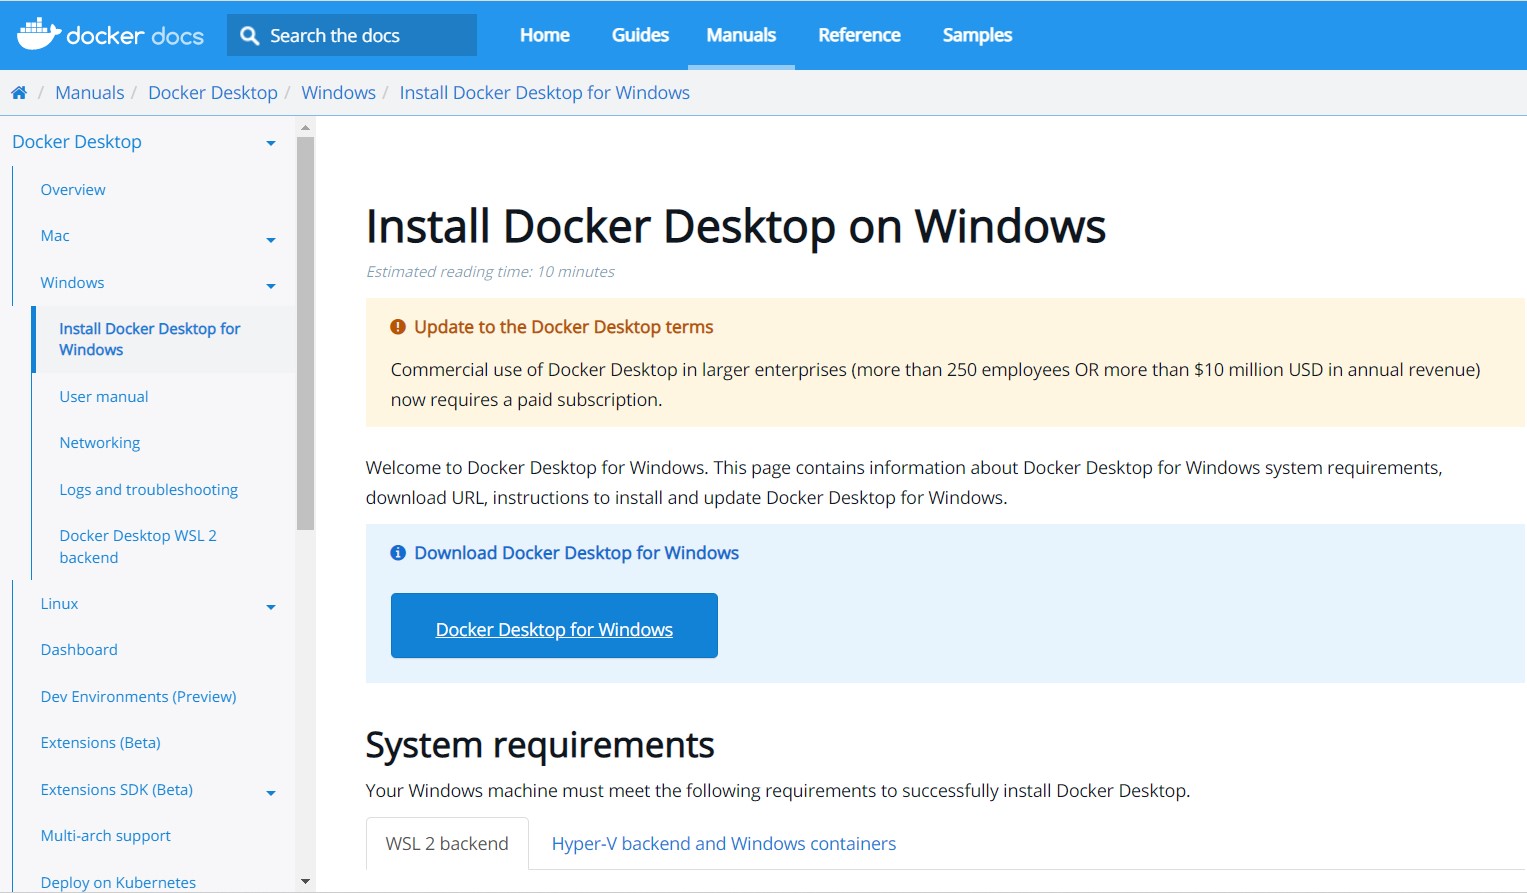 docker docs
Search the docs
Home
Guides
Manuals
Reference
Samples
/ Manuals / Docker Desktop / Windows / Install Docker Desktop for Windows
Docker Desktop
Overview
Mac
Windows
Install Docker Desktop for
Windows
User manual
Networking
Logs and troubleshooting
Docker Desktop WSL 2
backend
Linux
Dashboard
Dev Environments (Preview)
Extensions (Beta)
Extensions SDK (Beta)
Multi-arch support
Deploy on Kubernetes
Install Docker Desktop on Windows
Estimated reading time: 10 minutes
Update to the Docker Desktop terms
Commercial use of Docker Desktop in larger enterprises (more than 250 employees OR more than $10 million USD in annual revenue)
now requires a paid subscription.
Welcome to Docker Desktop for Windows. This page contains information about Docker Desktop for Windows system requirements,
download URL, instructions to install and update Docker Desktop for Windows.
Download Docker Desktop for Windows
Docker Desktop for Windows
System requirements
Your Windows machine must meet the following requirements to successfully install Docker Desktop.
WSL 2 backend
Hyper-V backend and Windows containers